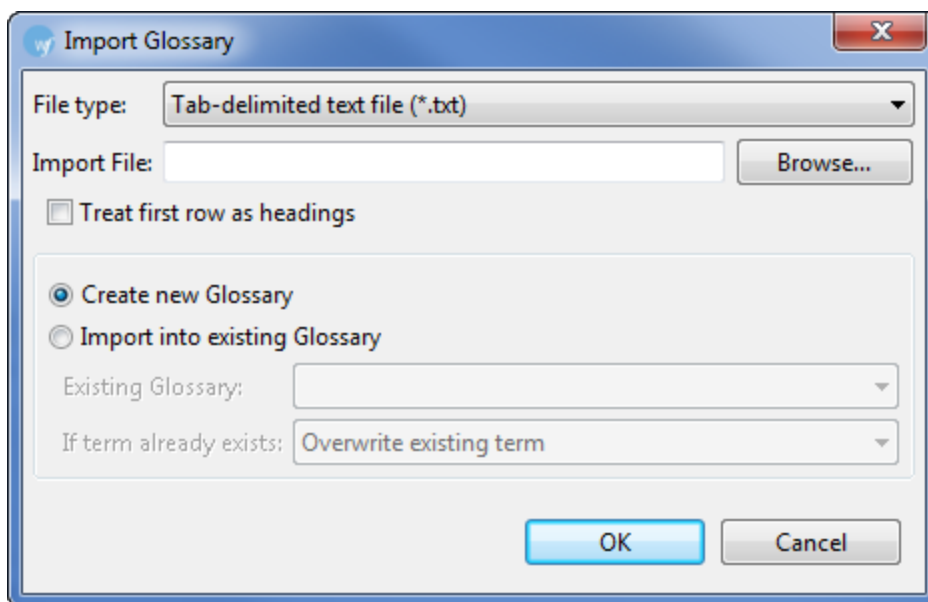 Import Glossary
File type: Tab-delimited text file (*.txt)
Import File: Browse...
Treat first row as headings
Create new Glossary
Import into existing Glossary
Existing Glossary:
If term already exists: Overwrite existing term
OK Cancel